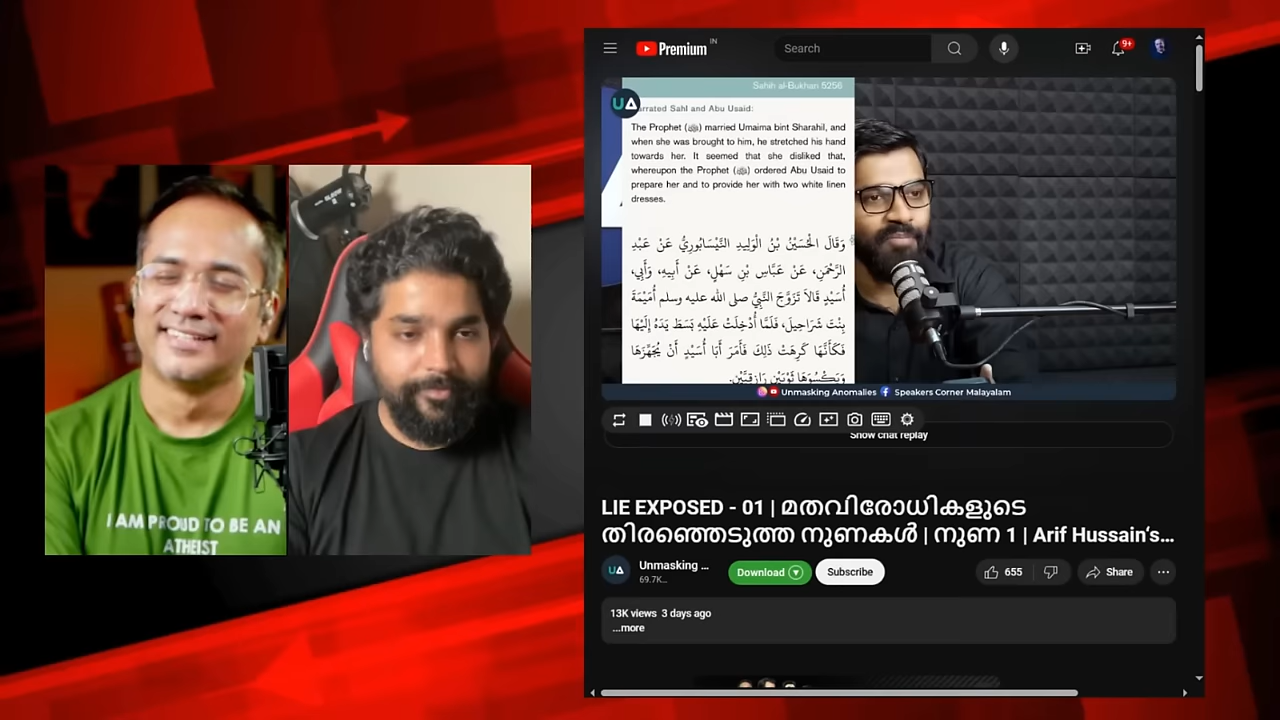 I AM PROUD TO BE AN
ATHEIST
Premium IN
Search
9+
Sahih al-Bukhari 5256
UA
rrated Sahl and Abu Usaid:
The Prophet (ﷺ) married Umaima bint Sharahil, and
when she was brought to him, he stretched his hand
towards her. It seemed that she disliked that,
whereupon the Prophet (ﷺ) ordered Abu Usaid to
prepare her and to provide her with two white linen
dresses.
وَقَالَ الْحُسَيْنُ بْنُ الْوَلِيدِ النَّيْسَابُورِيُّ عَنْ عَبْدِ
الرَّحْمَنِ، عَنْ عَبَّاسِ بْنِ سَهْلٍ، عَنْ أَبِيهِ، وَأَبِي،
أُسَيْدٍ قَالاَ تَزَوَّجَ النَّبِيُّ صلى الله عليه وسلم أُمَيْمَةَ
بِنْتَ شَرَاحِيلَ، فَلَمَّا أُدْخِلَتْ عَلَيْهِ بَسَطَ يَدَهُ إِلَيْهَا
فَكَأَنَّهَا كَرِهَتْ ذَلِكَ فَأَمَرَ أَبَا أُسَيْدٍ أَنْ يُجَهِّزَهَا
وَيَكْسُوَهَا ثَوْبَيْنِ رَازِقِيَّيْنِ.
Unmasking Anomalies Speakers Corner Malayalam
Show chat replay
LIE EXPOSED - 01 | മതവിരോധികളുടെ
തിരഞ്ഞെടുത്ത നുണകൾ | നുണ 1 | Arif Hussain's...
UA
Unmasking ...
69.7K...
Download
Subscribe
655
Share
13K views 3 days ago
...more